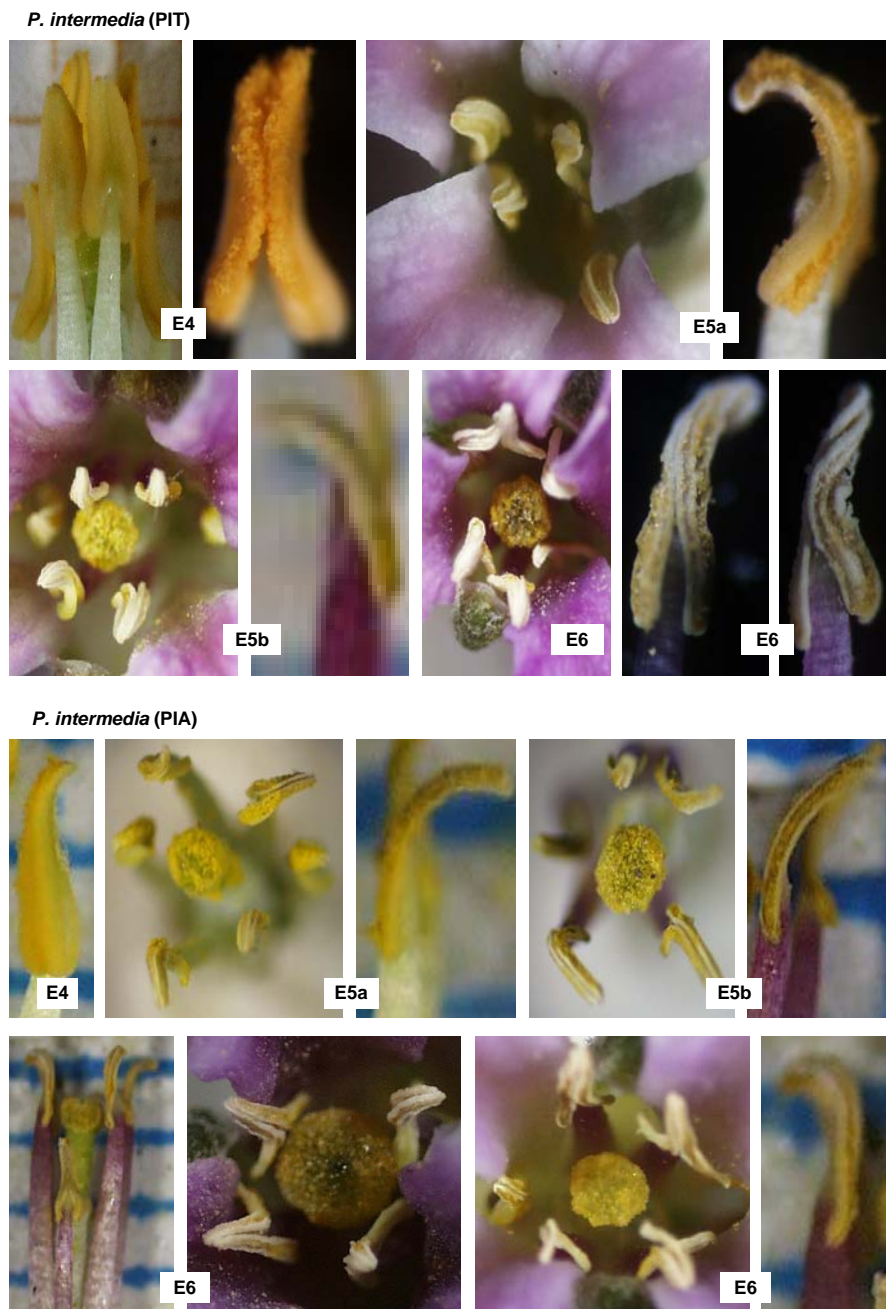 P. intermedia (PIT)
E4
E5a
E5b
E6
E6
P. intermedia (PIA)
E4
E5a
E5b
E6
E6